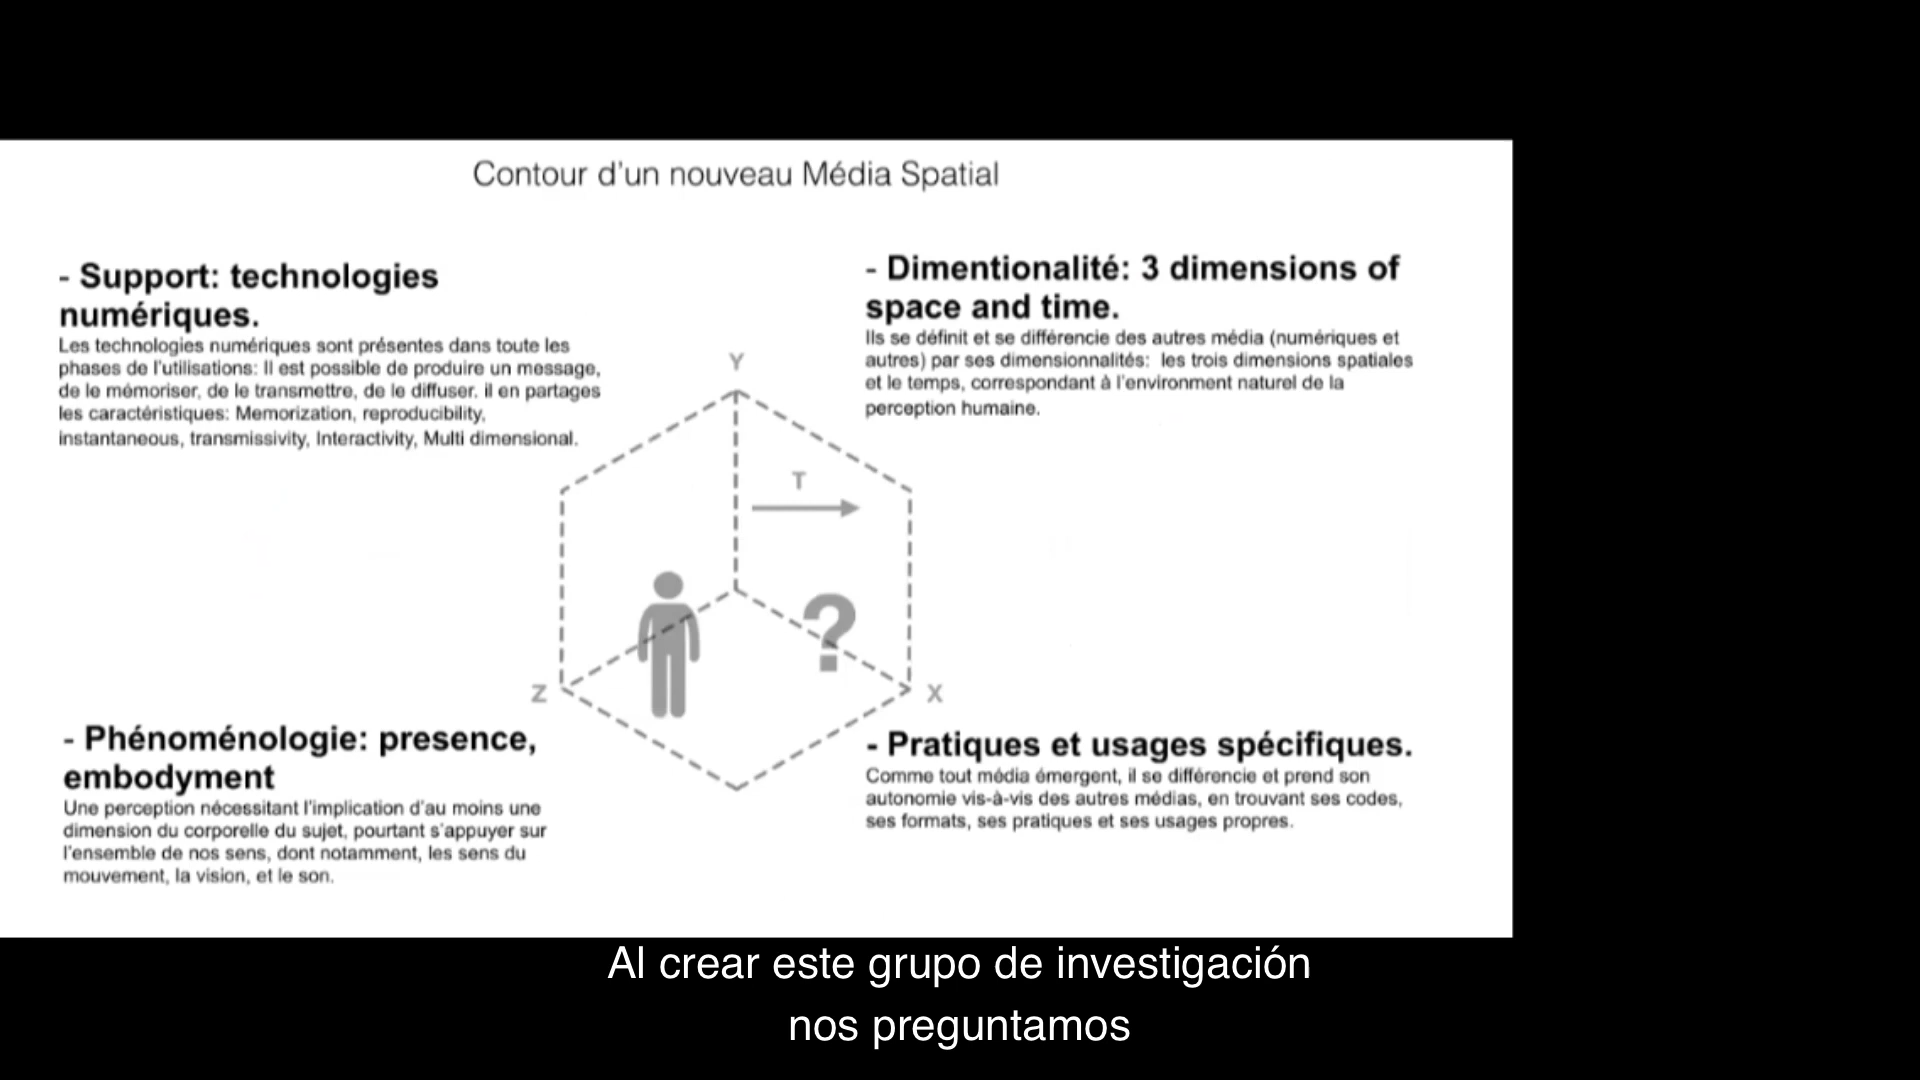 Contour d'un nouveau Média Spatial
- Support: technologies
numériques.
Les technologies numériques sont présentes dans toute les
phases de l'utilisations: Il est possible de produire un message,
de le mémoriser, de le transmettre, de le diffuser. il en partages
les caractéristiques: Memorization, reproducibility,
instantaneous, transmissivity, Interactivity, Multi dimensional.
- Dimentionalité: 3 dimensions of
space and time.
Ils se définit et se différencie des autres média (numériques et
autres) par ses dimensionnalités: les trois dimensions spatiales
et le temps, correspondant à l'environment naturel de la
perception humaine.
Y
T
?
Z
X
- Phénoménologie: presence,
embodyment
Une perception nécessitant l'implication d'au moins une
dimension du corporelle du sujet, pourtant s'appuyer sur
l'ensemble de nos sens, dont notamment, les sens du
mouvement, la vision, et le son.
- Pratiques et usages spécifiques.
Comme tout média émergent, il se différencie et prend son
autonomie vis-à-vis des autres médias, en trouvant ses codes,
ses formats, ses pratiques et ses usages propres.
Al crear este grupo de investigación
nos preguntamos